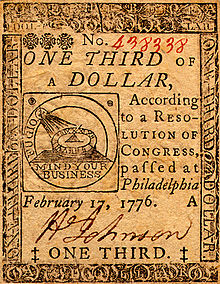 No. 438338
ONE THIRD OF
A DOLLAR,
According
to a RESO-
LUTION OF
CONGRESS,
passed at
Philadelphia
February 17, 1776. A
FUGIO
MIND YOUR
BUSINESS
Johnson
‡ ONE THIRD. ‡